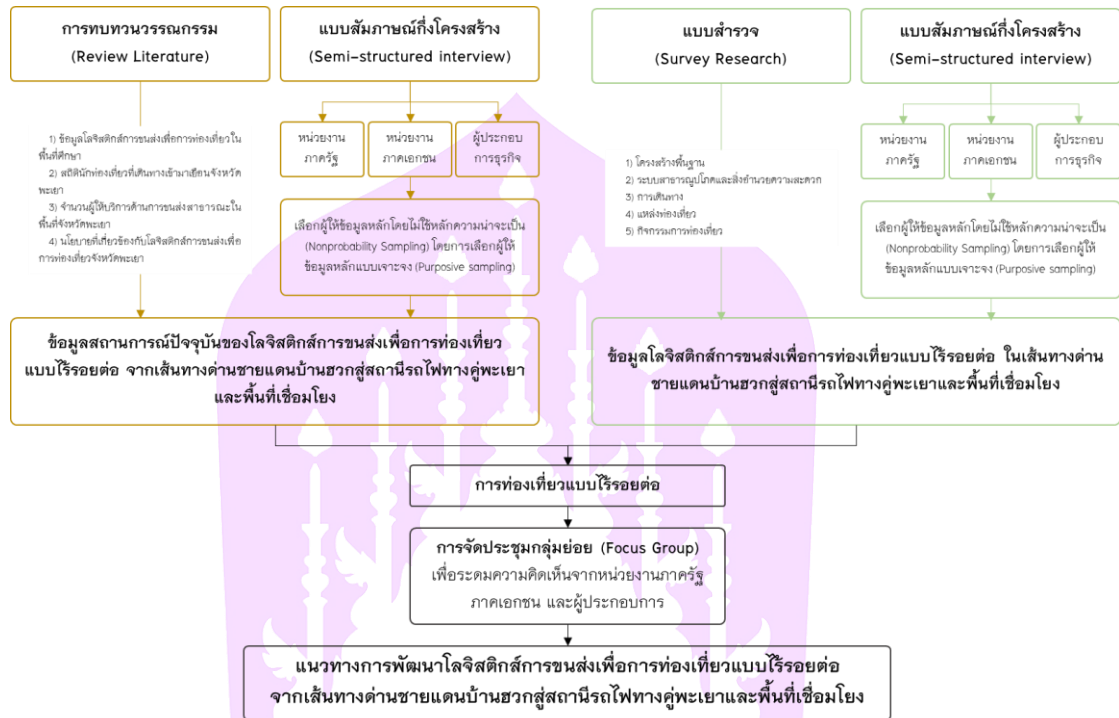 การทบทวนวรรณกรรม
(Review Literature)
แบบสัมภาษณ์กึ่งโครงสร้าง
(Semi-structured interview)
แบบสำรวจ
(Survey Research)
แบบสัมภาษณ์กึ่งโครงสร้าง
(Semi-structured interview)
1) ข้อมูลโลจิสติกส์การขนส่งเพื่อการท่องเที่ยวใน
พื้นที่ศึกษา
2) สถิตินักท่องเที่ยวที่เดินทางเข้ามาเยือนจังหวัด
พะเยา
3) จำนวนผู้ให้บริการด้านการขนส่งสาธารณะใน
พื้นที่จังหวัดพะเยา
4) นโยบายที่เกี่ยวข้องกับโลจิสติกส์การขนส่งเพื่อ
การท่องเที่ยวจังหวัดพะเยา
หน่วยงาน
ภาครัฐ
หน่วยงาน
ภาคเอกชน
ผู้ประกอบ
การธุรกิจ
เลือกผู้ให้ข้อมูลหลักโดยไม่ใช้หลักความน่าจะเป็น
(Nonprobability Sampling) โดยการเลือกผู้ให้
ข้อมูลหลักแบบเจาะจง (Purposive sampling)
1) โครงสร้างพื้นฐาน
2) ระบบสาธารณูปโภคและสิ่งอำนวยความสะดวก
3) การเดินทาง
4) แหล่งท่องเที่ยว
5) กิจกรรมการท่องเที่ยว
หน่วยงาน
ภาครัฐ
หน่วยงาน
ภาคเอกชน
ผู้ประกอบ
การธุรกิจ
เลือกผู้ให้ข้อมูลหลักโดยไม่ใช้หลักความน่าจะเป็น
(Nonprobability Sampling) โดยการเลือกผู้ให้
ข้อมูลหลักแบบเจาะจง (Purposive sampling)
ข้อมูลสถานการณ์ปัจจุบันของโลจิสติกส์การขนส่งเพื่อการท่องเที่ยว
แบบไร้รอยต่อ จากเส้นทางด่านชายแดนบ้านฮวกสู่สถานีรถไฟทางคู่พะเยา
และพื้นที่เชื่อมโยง
ข้อมูลโลจิสติกส์การขนส่งเพื่อการท่องเที่ยวแบบไร้รอยต่อ ในเส้นทางด่าน
ชายแดนบ้านฮวกสู่สถานีรถไฟทางคู่พะเยาและพื้นที่เชื่อมโยง
การท่องเที่ยวแบบไร้รอยต่อ
การจัดประชุมกลุ่มย่อย (Focus Group)
เพื่อระดมความคิดเห็นจากหน่วยงานภาครัฐ
ภาคเอกชน และผู้ประกอบการ
แนวทางการพัฒนาโลจิสติกส์การขนส่งเพื่อการท่องเที่ยวแบบไร้รอยต่อ
จากเส้นทางด่านชายแดนบ้านฮวกสู่สถานีรถไฟทางคู่พะเยาและพื้นที่เชื่อมโยง